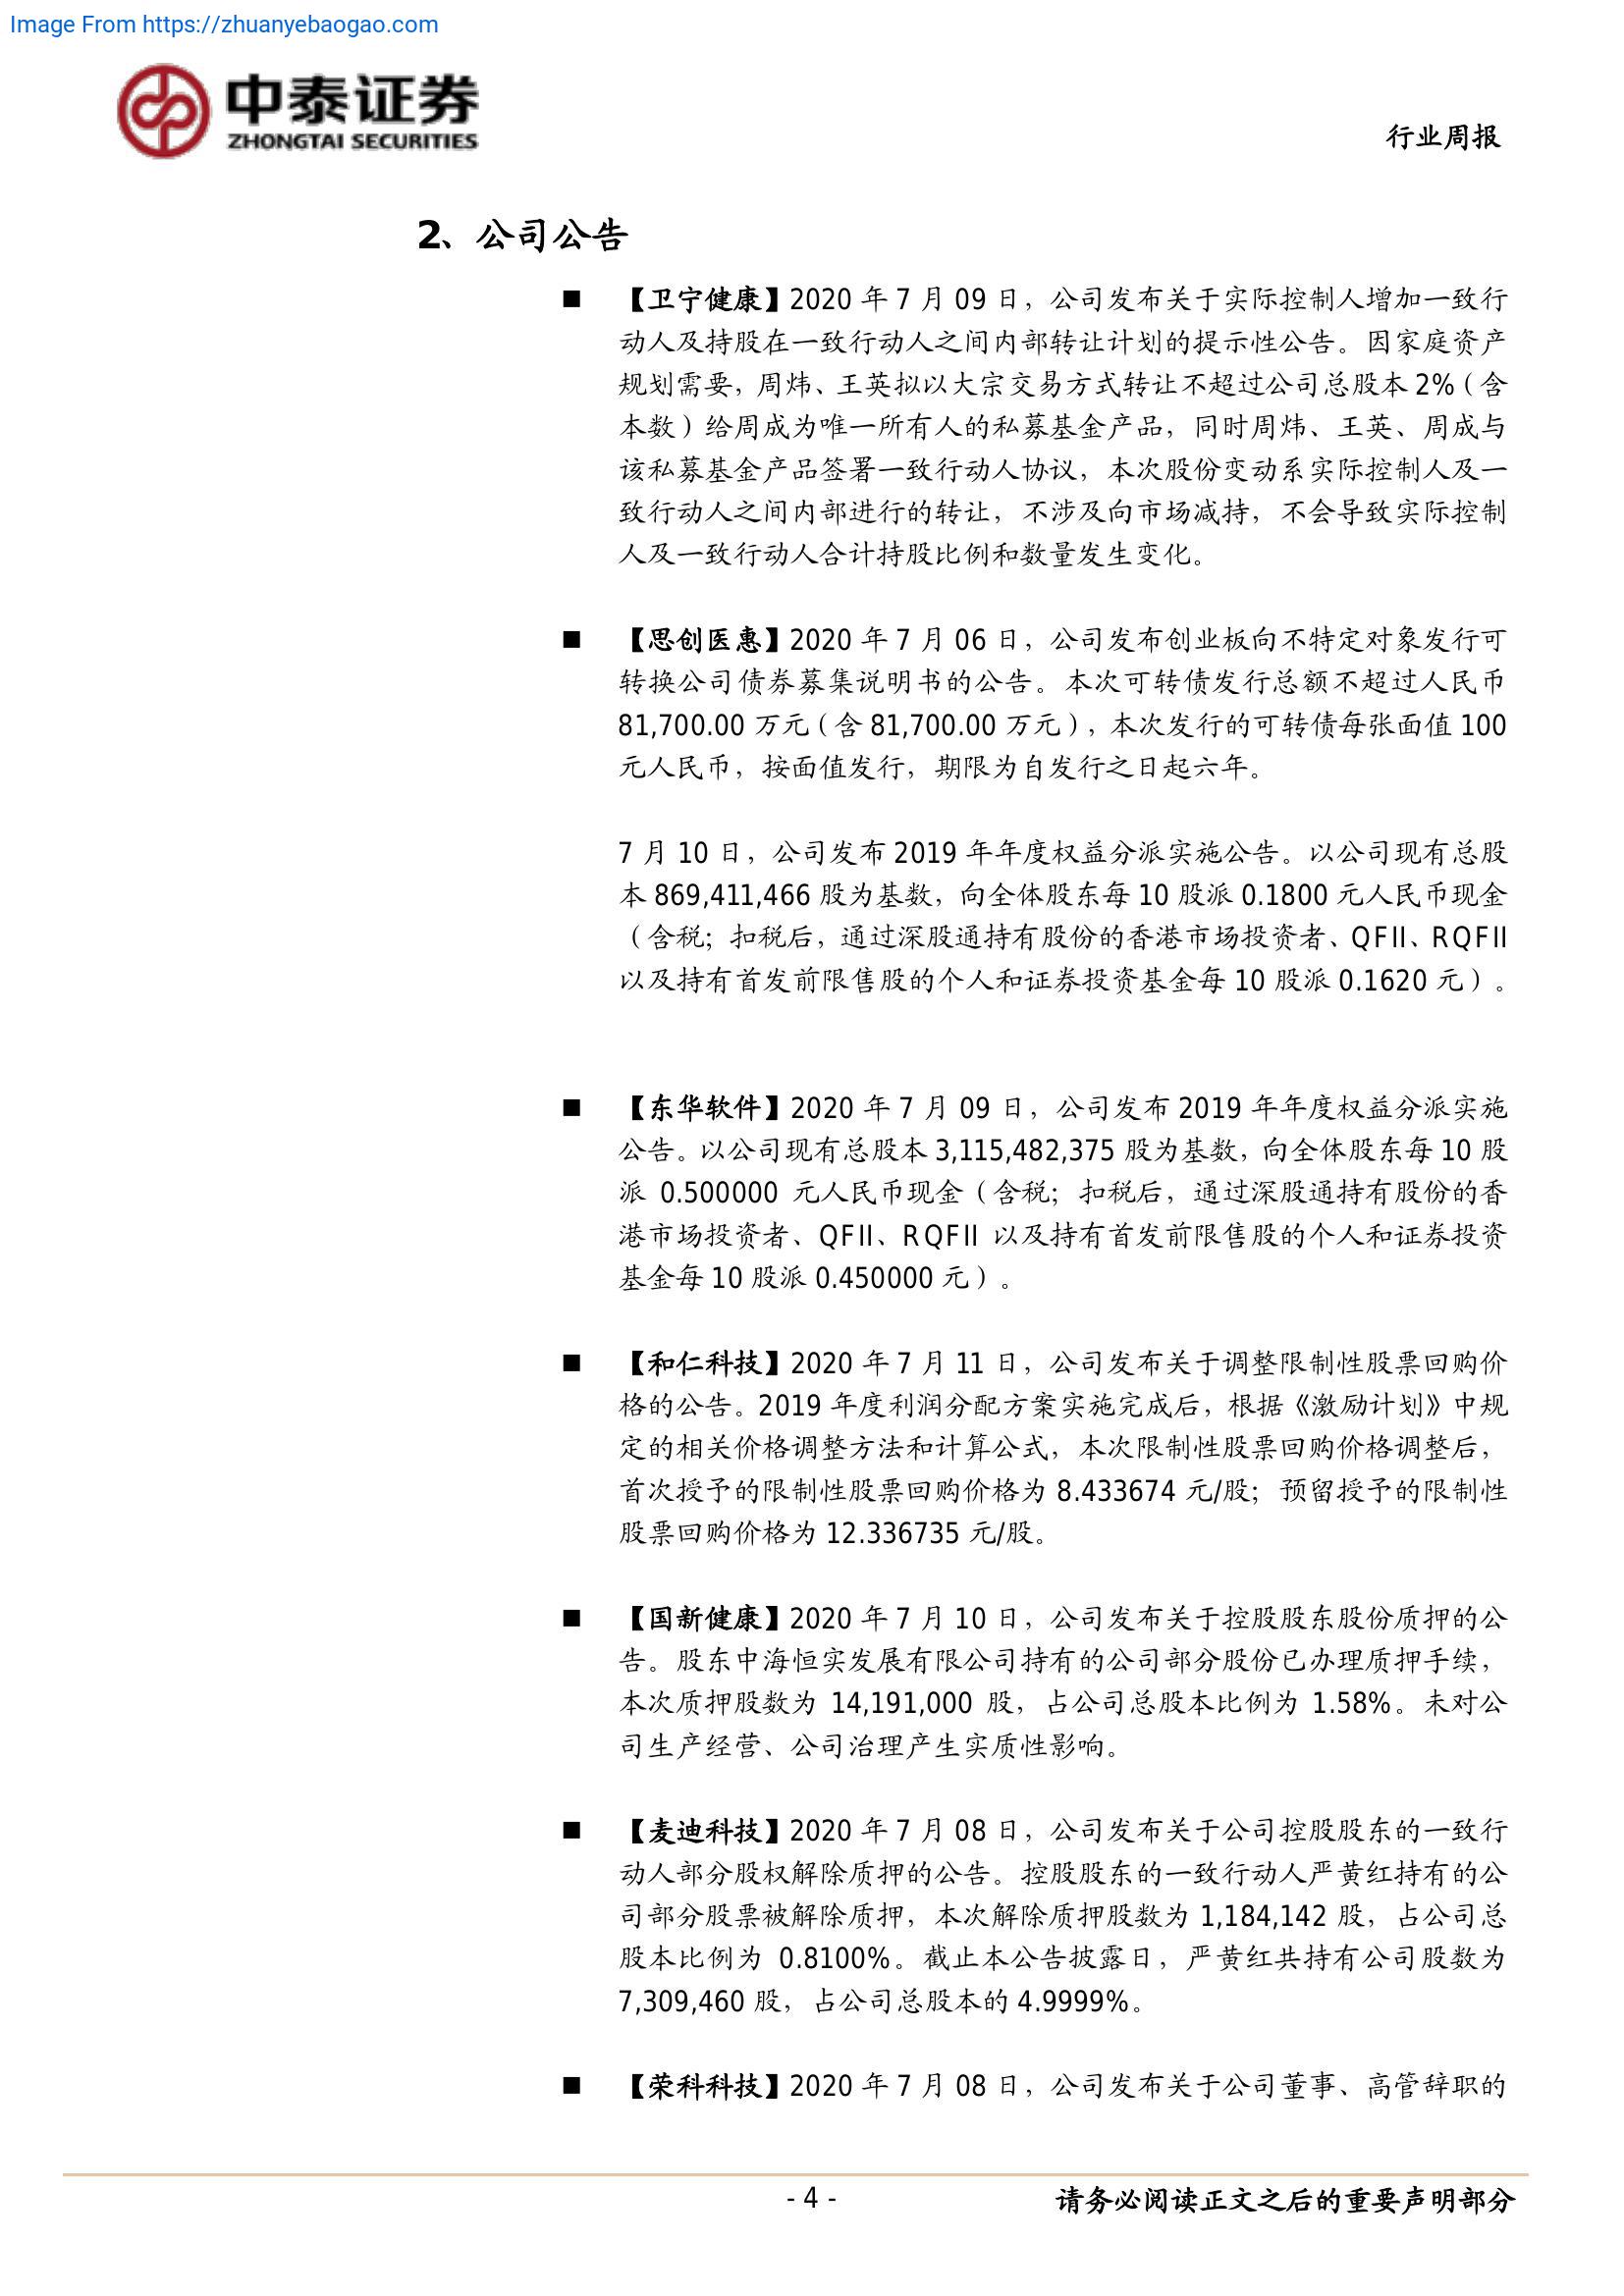 Image From https://zhuanyebaogao.com
中泰证券
ZHONGTAI SECURITIES
行业周报
2、公司公告
■ 【卫宁健康】2020 年 7 月 09 日，公司发布关于实际控制人增加一致行
动人及持股在一致行动人之间内部转让计划的提示性公告。因家庭资产
规划需要，周炜、王英拟以大宗交易方式转让不超过公司总股本 2%（含
本数）给周成为唯一所有人的私募基金产品，同时周炜、王英、周成与
该私募基金产品签署一致行动人协议，本次股份变动系实际控制人及一
致行动人之间内部进行的转让，不涉及向市场减持，不会导致实际控制
人及一致行动人合计持股比例和数量发生变化。
■ 【思创医惠】2020 年 7 月 06 日，公司发布创业板向不特定对象发行可
转换公司债券募集说明书的公告。本次可转债发行总额不超过人民币
81,700.00 万元（含 81,700.00 万元），本次发行的可转债每张面值 100
元人民币，按面值发行，期限为自发行之日起六年。
7 月 10 日，公司发布 2019 年年度权益分派实施公告。以公司现有总股
本 869,411,466 股为基数，向全体股东每 10 股派 0.1800 元人民币现金
（含税；扣税后，通过深股通持有股份的香港市场投资者、QFII、RQFII
以及持有首发前限售股的个人和证券投资基金每 10 股派 0.1620 元）。
■ 【东华软件】2020 年 7 月 09 日，公司发布 2019 年年度权益分派实施
公告。以公司现有总股本 3,115,482,375 股为基数，向全体股东每 10 股
派 0.500000 元人民币现金（含税；扣税后，通过深股通持有股份的香
港市场投资者、QFII、RQFII 以及持有首发前限售股的个人和证券投资
基金每 10 股派 0.450000 元）。
■ 【和仁科技】2020 年 7 月 11 日，公司发布关于调整限制性股票回购价
格的公告。2019 年度利润分配方案实施完成后，根据《激励计划》中规
定的相关价格调整方法和计算公式，本次限制性股票回购价格调整后，
首次授予的限制性股票回购价格为 8.433674 元/股；预留授予的限制性
股票回购价格为 12.336735 元/股。
■ 【国新健康】2020 年 7 月 10 日，公司发布关于控股股东股份质押的公
告。股东中海恒实发展有限公司持有的公司部分股份已办理质押手续，
本次质押股数为 14,191,000 股，占公司总股本比例为 1.58%。未对公
司生产经营、公司治理产生实质性影响。
■ 【麦迪科技】2020 年 7 月 08 日，公司发布关于公司控股股东的一致行
动人部分股权解除质押的公告。控股股东的一致行动人严黄红持有的公
司部分股票被解除质押，本次解除质押股数为 1,184,142 股，占公司总
股本比例为 0.8100%。截止本公告披露日，严黄红共持有公司股数为
7,309,460 股，占公司总股本的 4.9999%。
■ 【荣科科技】2020 年 7 月 08 日，公司发布关于公司董事、高管辞职的
- 4 -
请务必阅读正文之后的重要声明部分